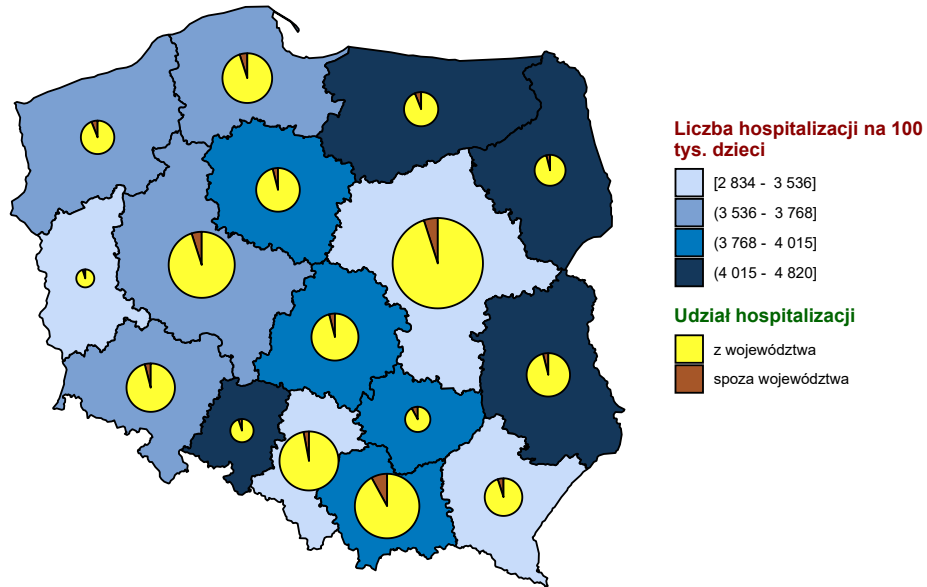 Liczba hospitalizacji na 100
tys. dzieci
[2 834 - 3 536]
(3 536 - 3 768]
(3 768 - 4 015]
(4 015 - 4 820]
Udział hospitalizacji
z województwa
spoza województwa